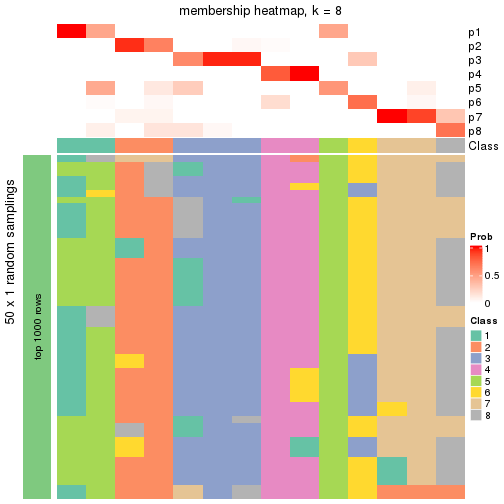 membership heatmap, k = 8
p1
p2
p3
p4
p5
p6
p7
p8
Class
50 x 1 random samplings
top 1000 rows
Prob
1
0.5
0
Class
1
2
3
4
5
6
7
8